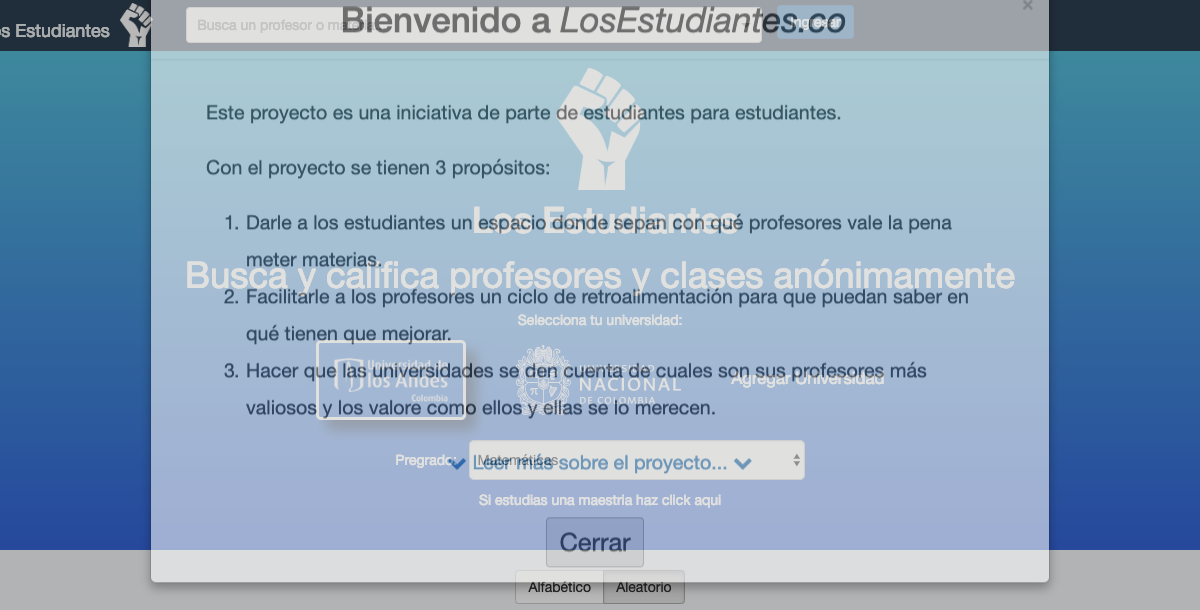 Bienvenido a LosEstudiantes.co
×
s Estudiantes
Busca un profesor o materia
Ingresar
Este proyecto es una iniciativa de parte de estudiantes para estudiantes.
Con el proyecto se tienen 3 propósitos:
1. Darle a los estudiantes un espacio donde sepan con qué profesores vale la pena
meter materias.
2. Facilitarle a los profesores un ciclo de retroalimentación para que puedan saber en
qué tienen que mejorar.
3. Hacer que las universidades se den cuenta de cuales son sus profesores más
valiosos y los valore como ellos y ellas se lo merecen.
Leer más sobre el proyecto...
Cerrar
Los Estudiantes
Busca y califica profesores y clases anónimamente
Selecciona tu universidad:
Universidad de
los Andes
Colombia
UNIVERSIDAD
NACIONAL
DE COLOMBIA
Agregar Universidad
Pregrado:
Matemáticas
Si estudias una maestria haz click aqui
Alfabético
Aleatorio